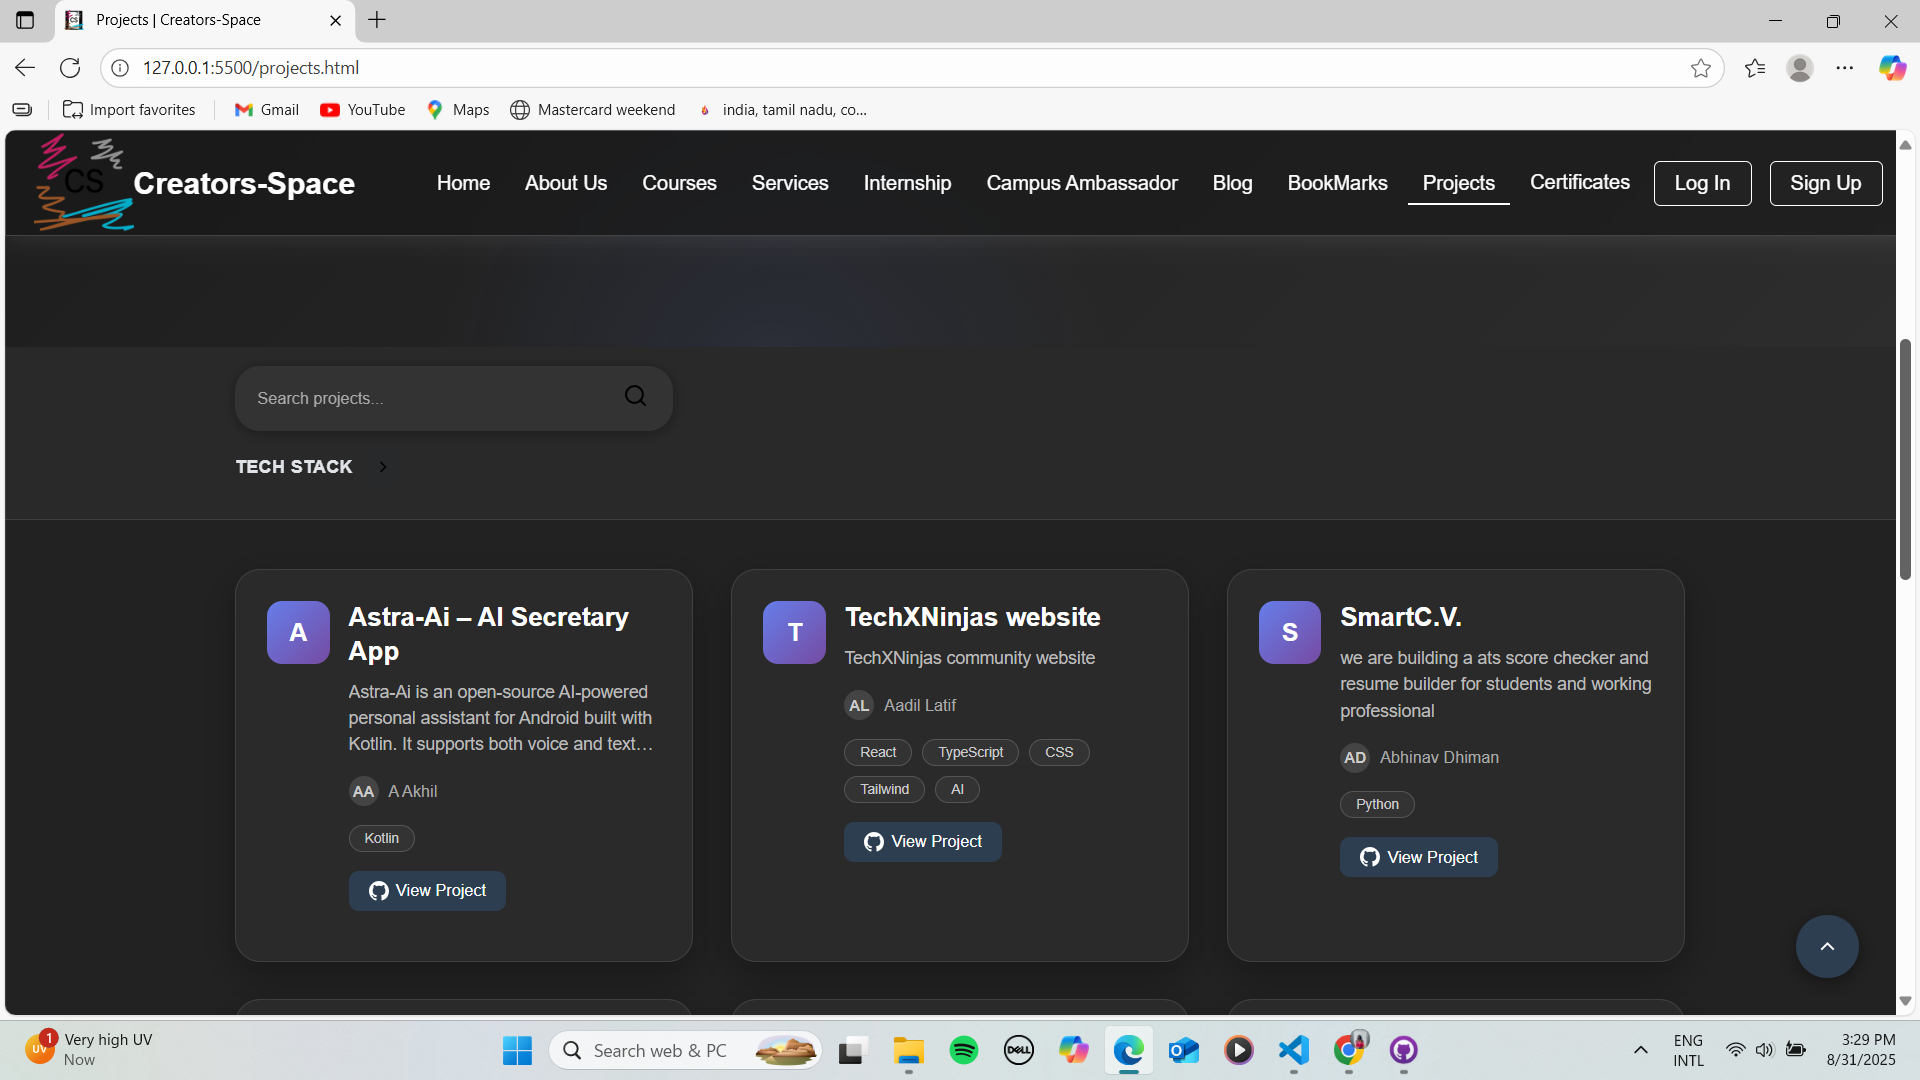 Projects | Creators-Space
127.0.0.1:5500/projects.html
Import favorites
Gmail
YouTube
Maps
Mastercard weekend
india, tamil nadu, co...
CS
Creators-Space
Home
About Us
Courses
Services
Internship
Campus Ambassador
Blog
BookMarks
Projects
Certificates
Log In
Sign Up
Search projects...
TECH STACK
A
Astra-Ai – AI Secretary
App
Astra-Ai is an open-source AI-powered
personal assistant for Android built with
Kotlin. It supports both voice and text…
AA
A Akhil
Kotlin
View Project
T
TechXNinjas website
TechXNinjas community website
AL
Aadil Latif
React
TypeScript
CSS
Tailwind
AI
View Project
S
SmartC.V.
we are building a ats score checker and
resume builder for students and working
professional
AD
Abhinav Dhiman
Python
View Project
UV
1
Very high UV
Now
Search web & PC
DELL
ENG
INTL
3:29 PM
8/31/2025